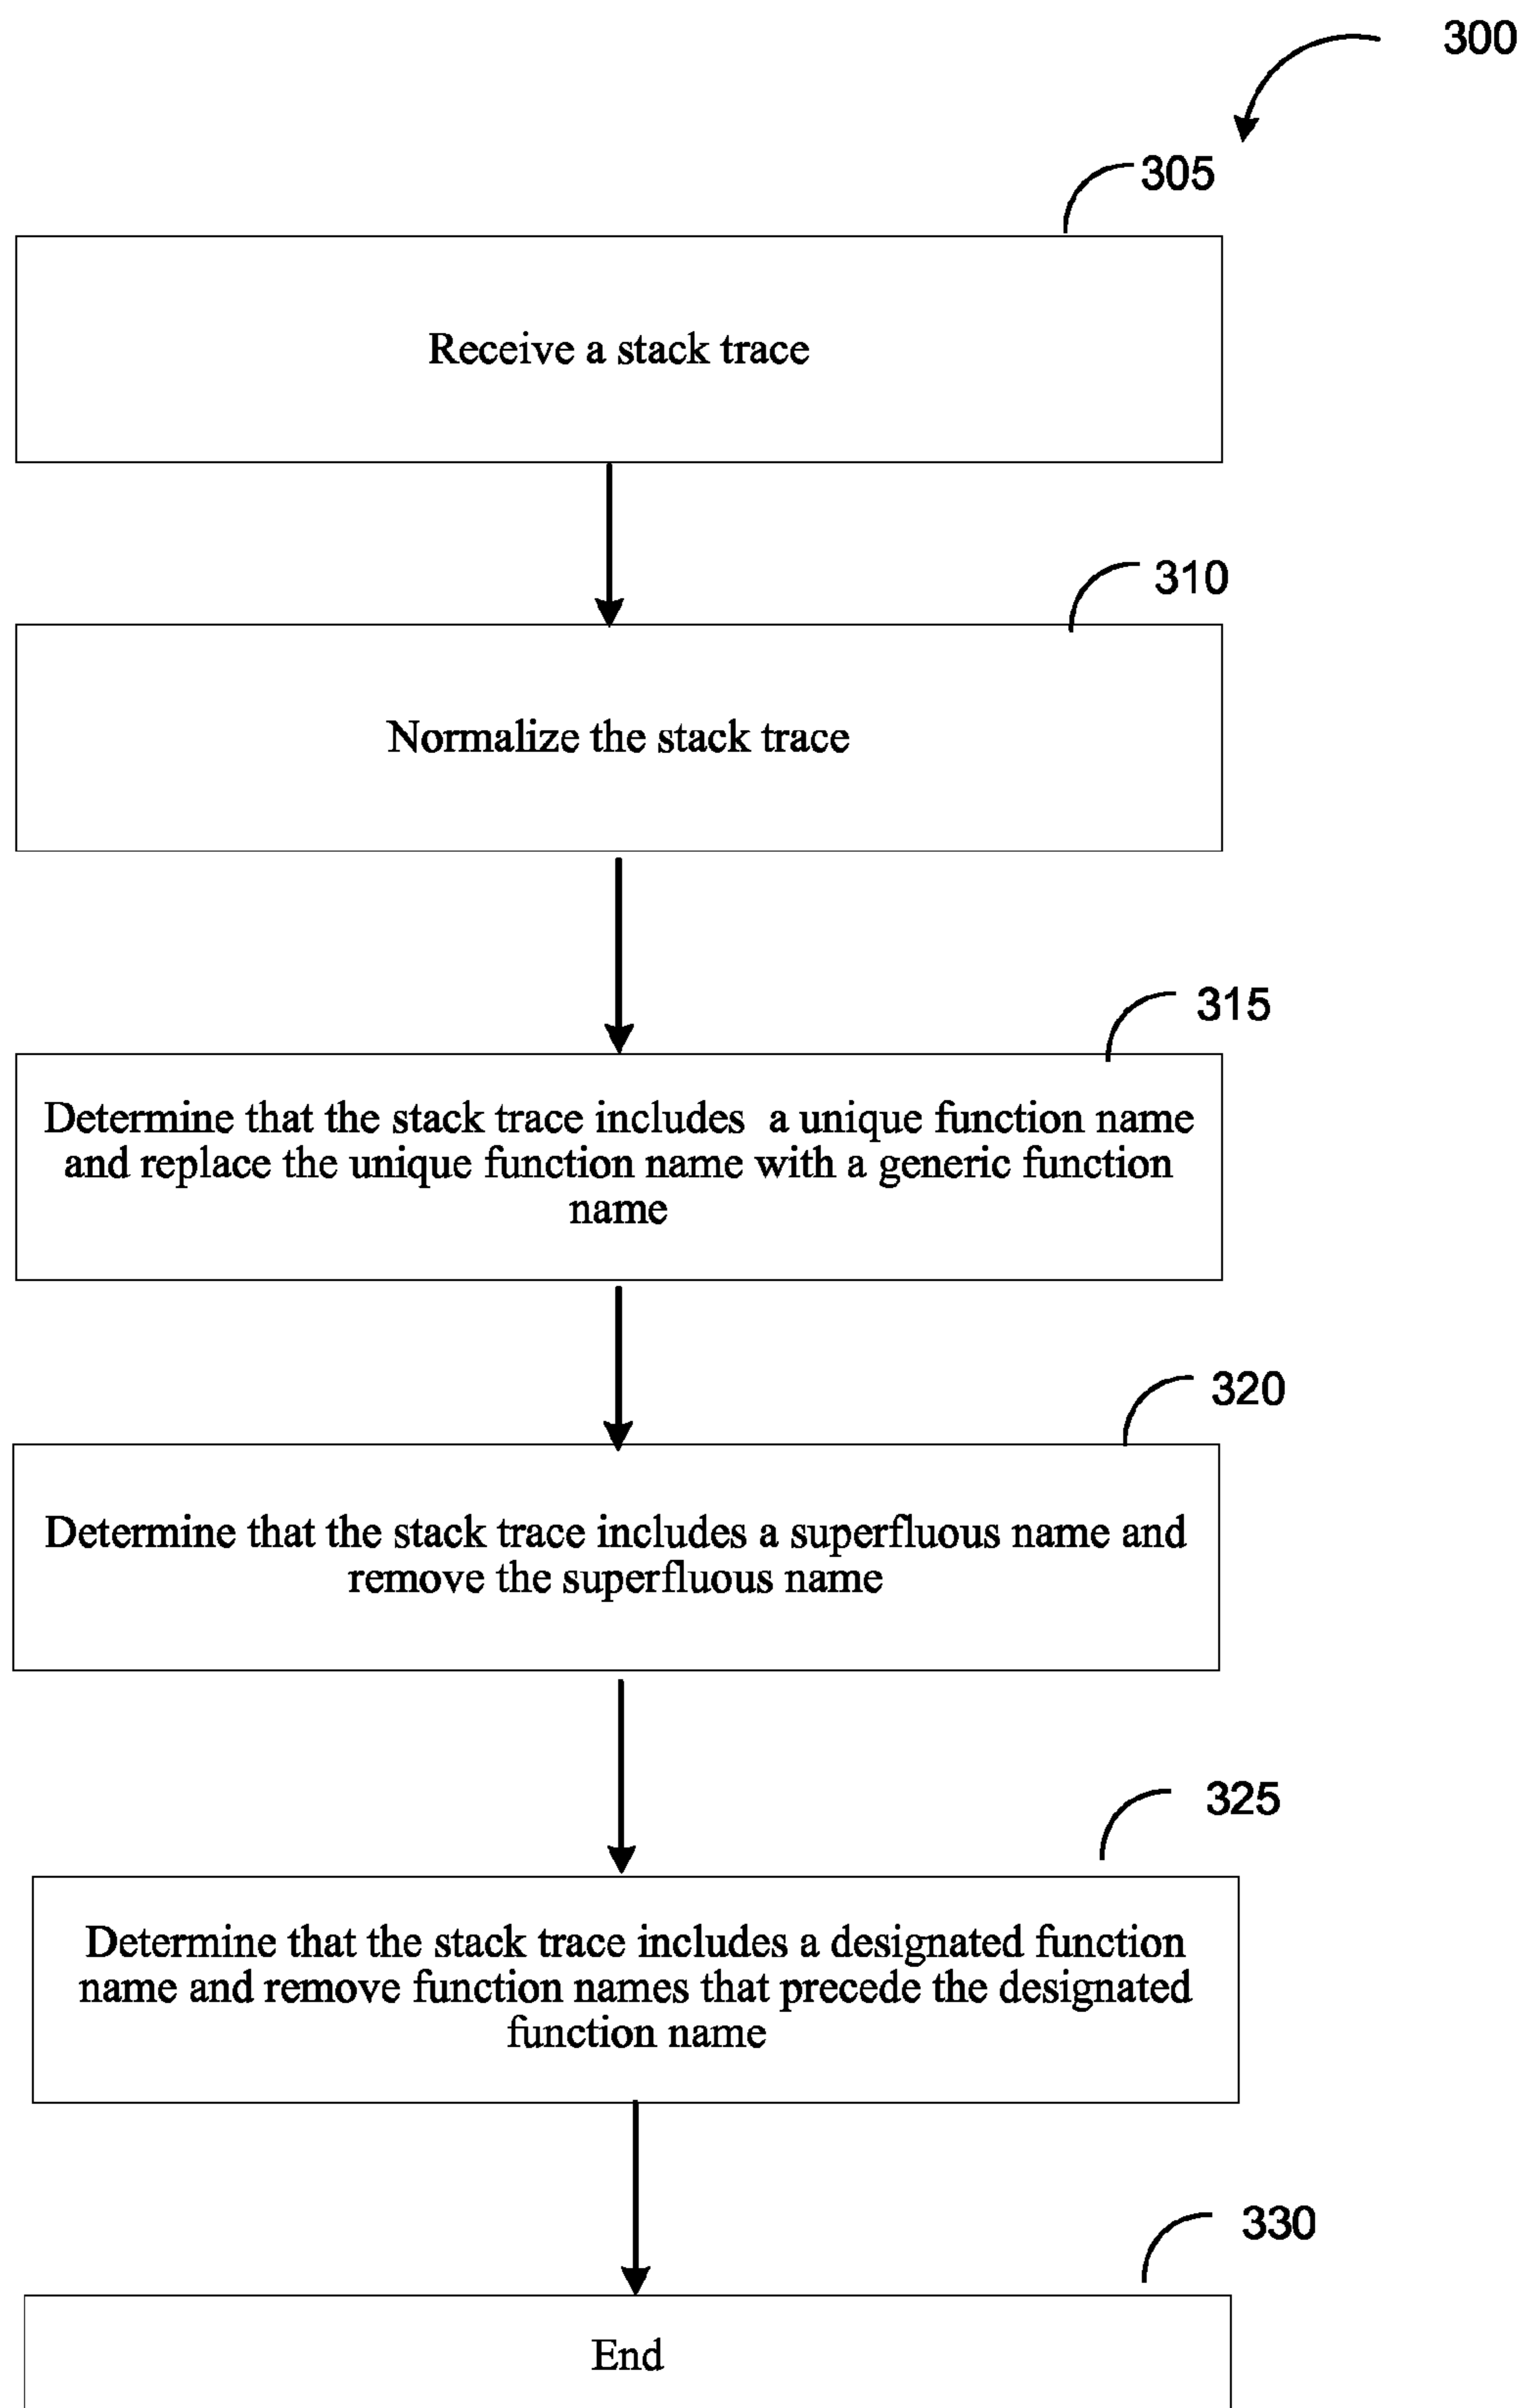 300
305
Receive a stack trace
310
Normalize the stack trace
315
Determine that the stack trace includes a unique function name
and replace the unique function name with a generic function
name
320
Determine that the stack trace includes a superfluous name and
remove the superfluous name
325
Determine that the stack trace includes a designated function
name and remove function names that precede the designated
function name
330
End